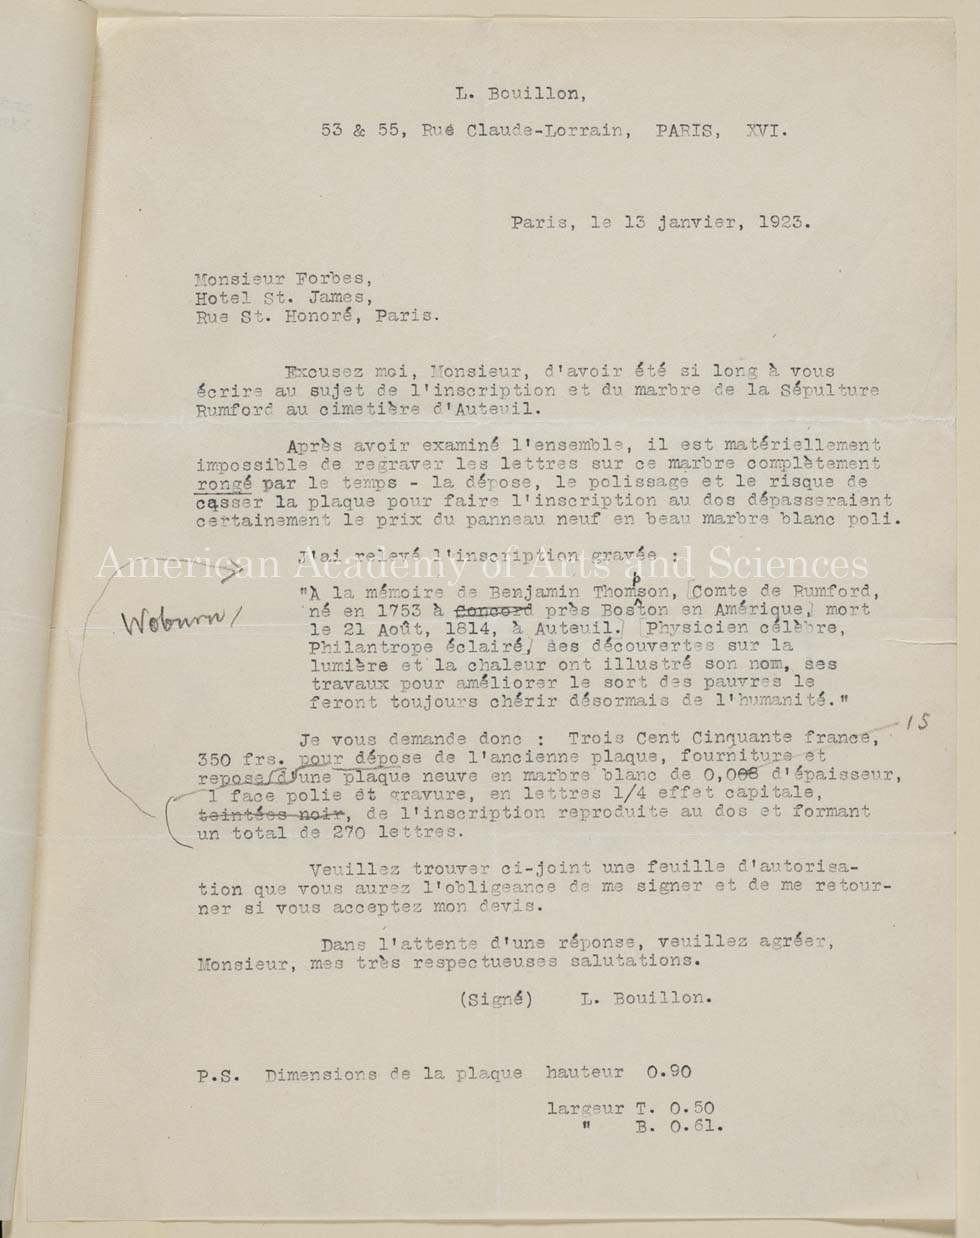 L. Bouillon,
53 & 55, Rue Claude-Lorrain, PARIS, XVI.
Paris, le 13 janvier, 1923.
Monsieur Forbes,
Hotel St. James,
Rue St. Honoré, Paris.
Excusez moi, Monsieur, d'avoir été si long à vous
écrire au sujet de l'inscription et du marbre de la Sépulture
Rumford au cimetière d'Auteuil.
Après avoir examiné l'ensemble, il est matériellement
impossible de regraver les lettres sur ce marbre complètement
rongé par le temps - la dépose, le polissage et le risque de
casser la plaque pour faire l'inscription au dos dépasseraient
certainement le prix du panneau neuf en beau marbre blanc poli.
J'ai relevé l'inscription gravée :
American Academy of Arts and Sciences
"A la mémoire de Benjamin Thompson, [Comte de Rumford,
Woburn/ né en 1753 à Concord près Boston en Amérique,] mort
le 21 Août, 1814, à Auteuil. [Physicien célèbre,
Philantrope éclairé, ses découvertes sur la
lumière et la chaleur ont illustré son nom, ses
travaux pour améliorer le sort des pauvres le
feront toujours chérir désormais de l'humanité."
Je vous demande donc : Trois Cent Cinquante francs, -15
350 frs. pour dépose de l'ancienne plaque, fourniture et
repose d'une plaque neuve en marbre blanc de 0,008 d'épaisseur,
1 face polie et gravure, en lettres 1/4 effet capitale,
teintées noir, de l'inscription reproduite au dos et formant
un total de 270 lettres.
Veuillez trouver ci-joint une feuille d'autorisa-
tion que vous aurez l'obligeance de me signer et de me retour-
ner si vous acceptez mon devis.
Dans l'attente d'une réponse, veuillez agréer,
Monsieur, mes très respectueuses salutations.
(Signé) L. Bouillon.
P.S. Dimensions de la plaque hauteur 0.90
largeur T. 0.50
" B. 0.61.